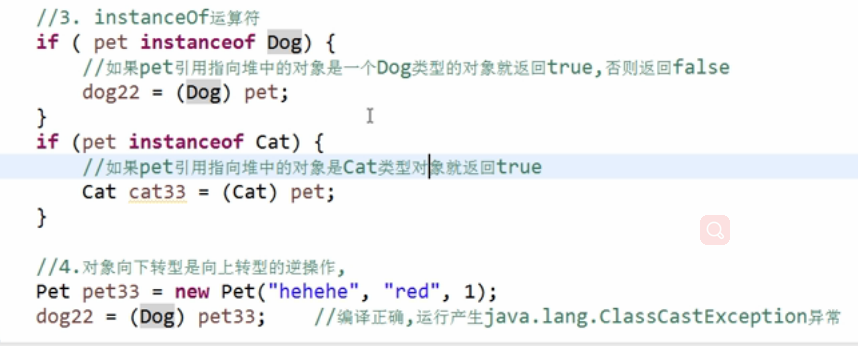 //3. instanceOf运算符
if ( pet instanceof Dog) {
//如果pet引用指向堆中的对象是一个Dog类型的对象就返回true,否则返回false
dog22 = (Dog) pet;
}
if (pet instanceof Cat) {
//如果pet引用指向堆中的对象是Cat类型对象就返回true
Cat cat33 = (Cat) pet;
}
//4.对象向下转型是向上转型的逆操作,
Pet pet33 = new Pet("hehehe", "red", 1);
dog22 = (Dog) pet33; //编译正确,运行产生java.lang.ClassCastException异常